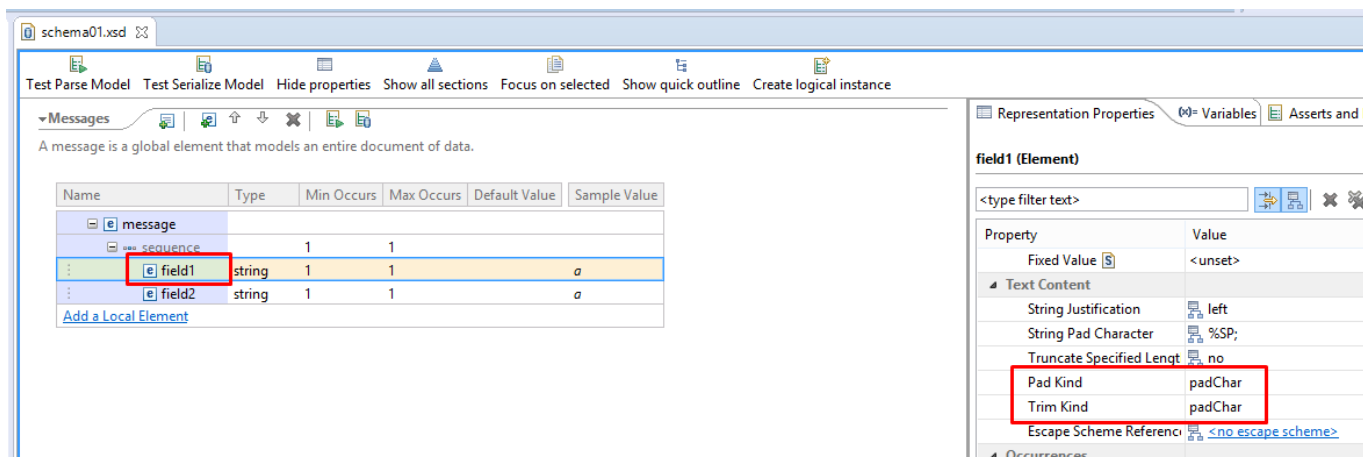 schema01.xsd
Test Parse Model Test Serialize Model Hide properties Show all sections Focus on selected Show quick outline Create logical instance
Messages
A message is a global element that models an entire document of data.
Name Type Min Occurs Max Occurs Default Value Sample Value
e message
sequence 1 1
e field1 string 1 1 a
e field2 string 1 1 a
Add a Local Element
Representation Properties (x)= Variables Asserts and
field1 (Element)
<type filter text>
Property Value
Fixed Value S <unset>
Text Content
String Justification left
String Pad Character %SP;
Truncate Specified Lengt no
Pad Kind padChar
Trim Kind padChar
Escape Scheme Referenc <no escape scheme>
Occurrences